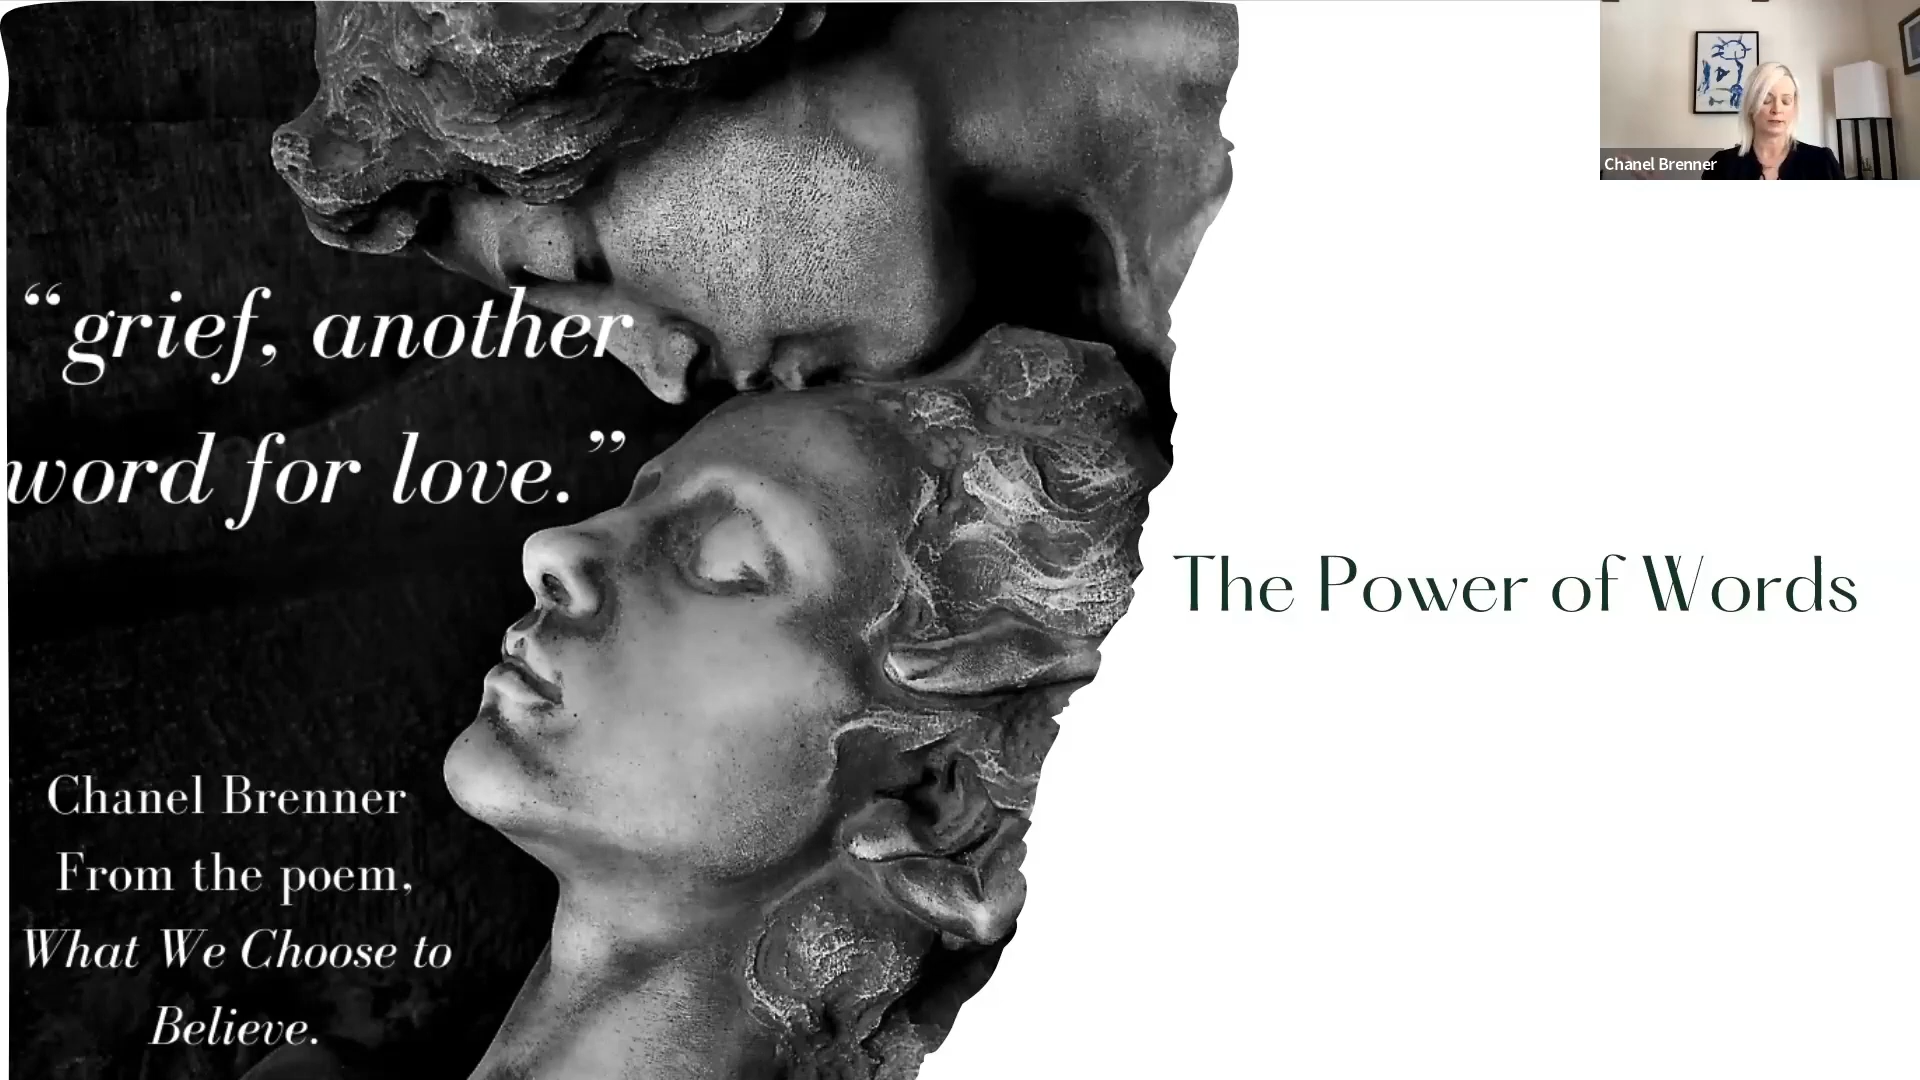 “grief, another
word for love.”
Chanel Brenner
From the poem,
What We Choose to
Believe.
The Power of Words
Chanel Brenner